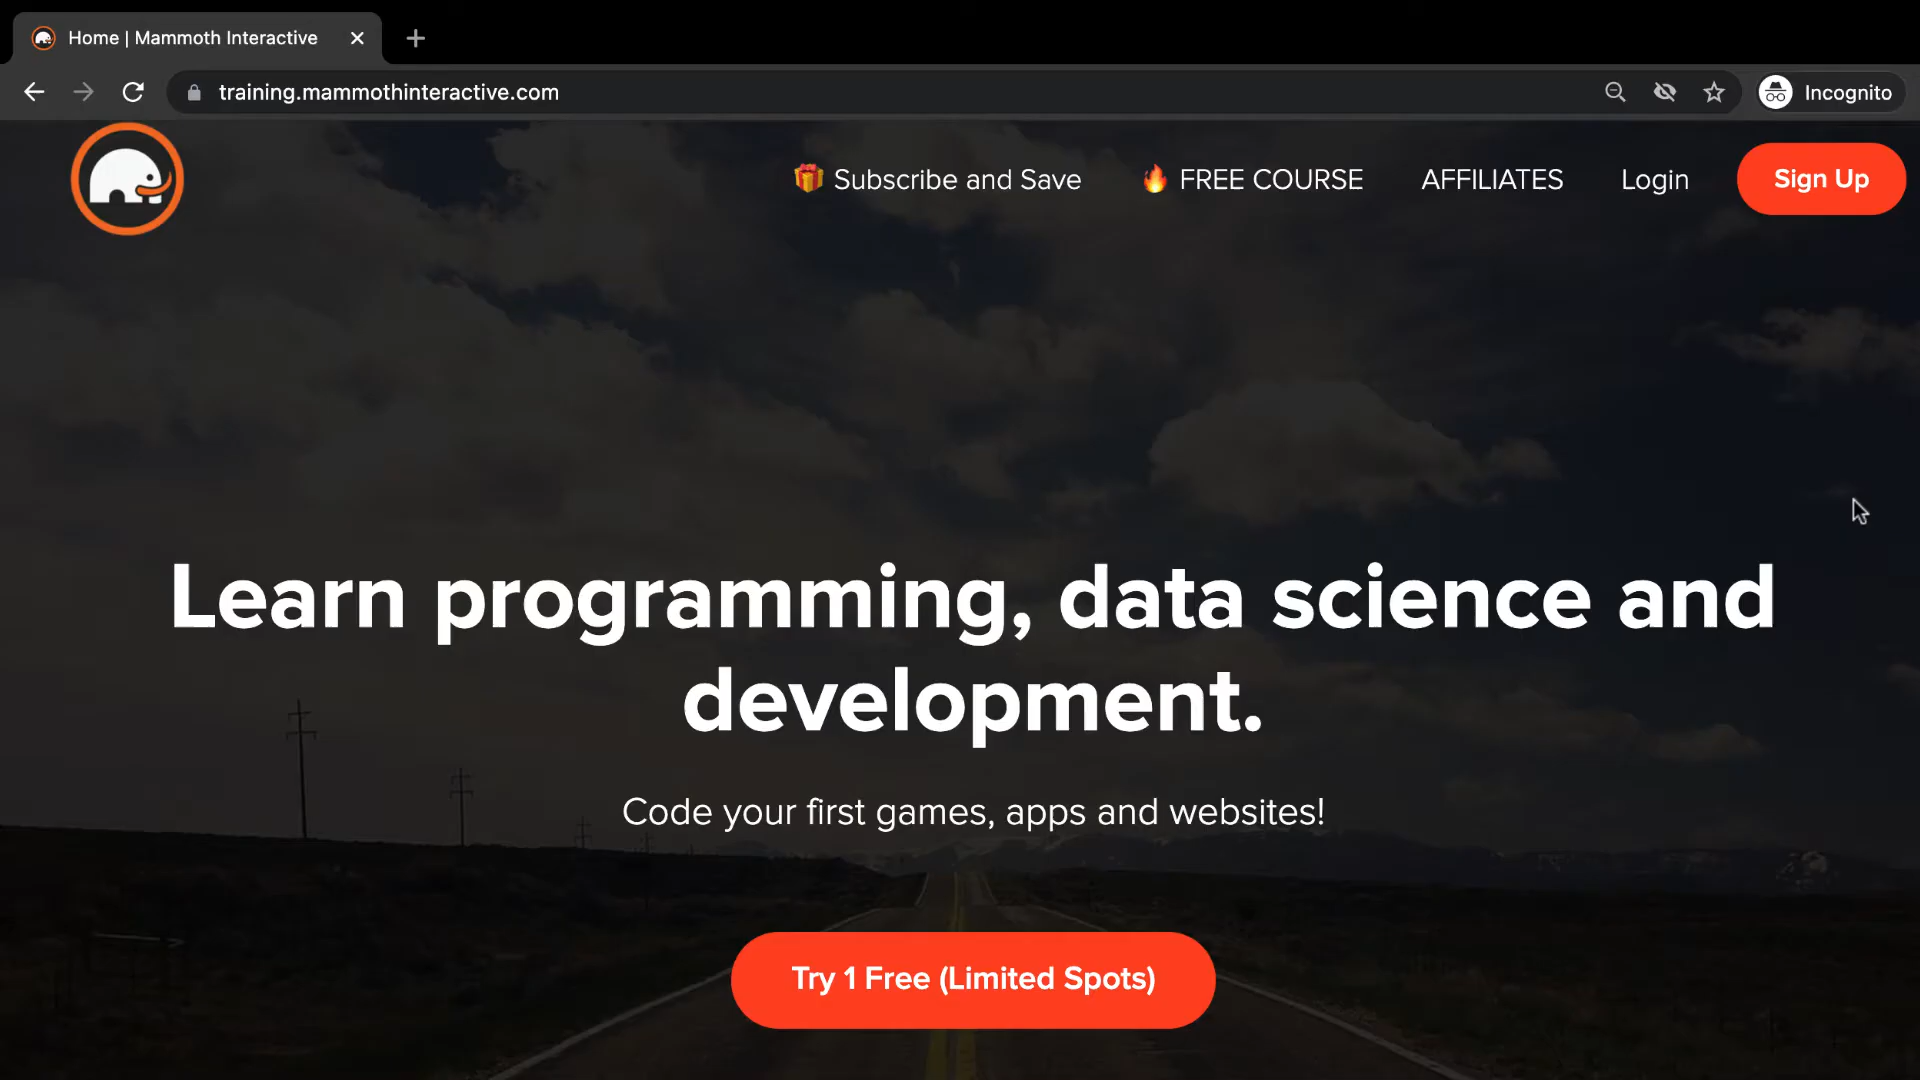 Home | Mammoth Interactive
training.mammothinteractive.com
Incognito
Subscribe and Save
FREE COURSE
AFFILIATES
Login
Sign Up
Learn programming, data science and
development.
Code your first games, apps and websites!
Try 1 Free (Limited Spots)